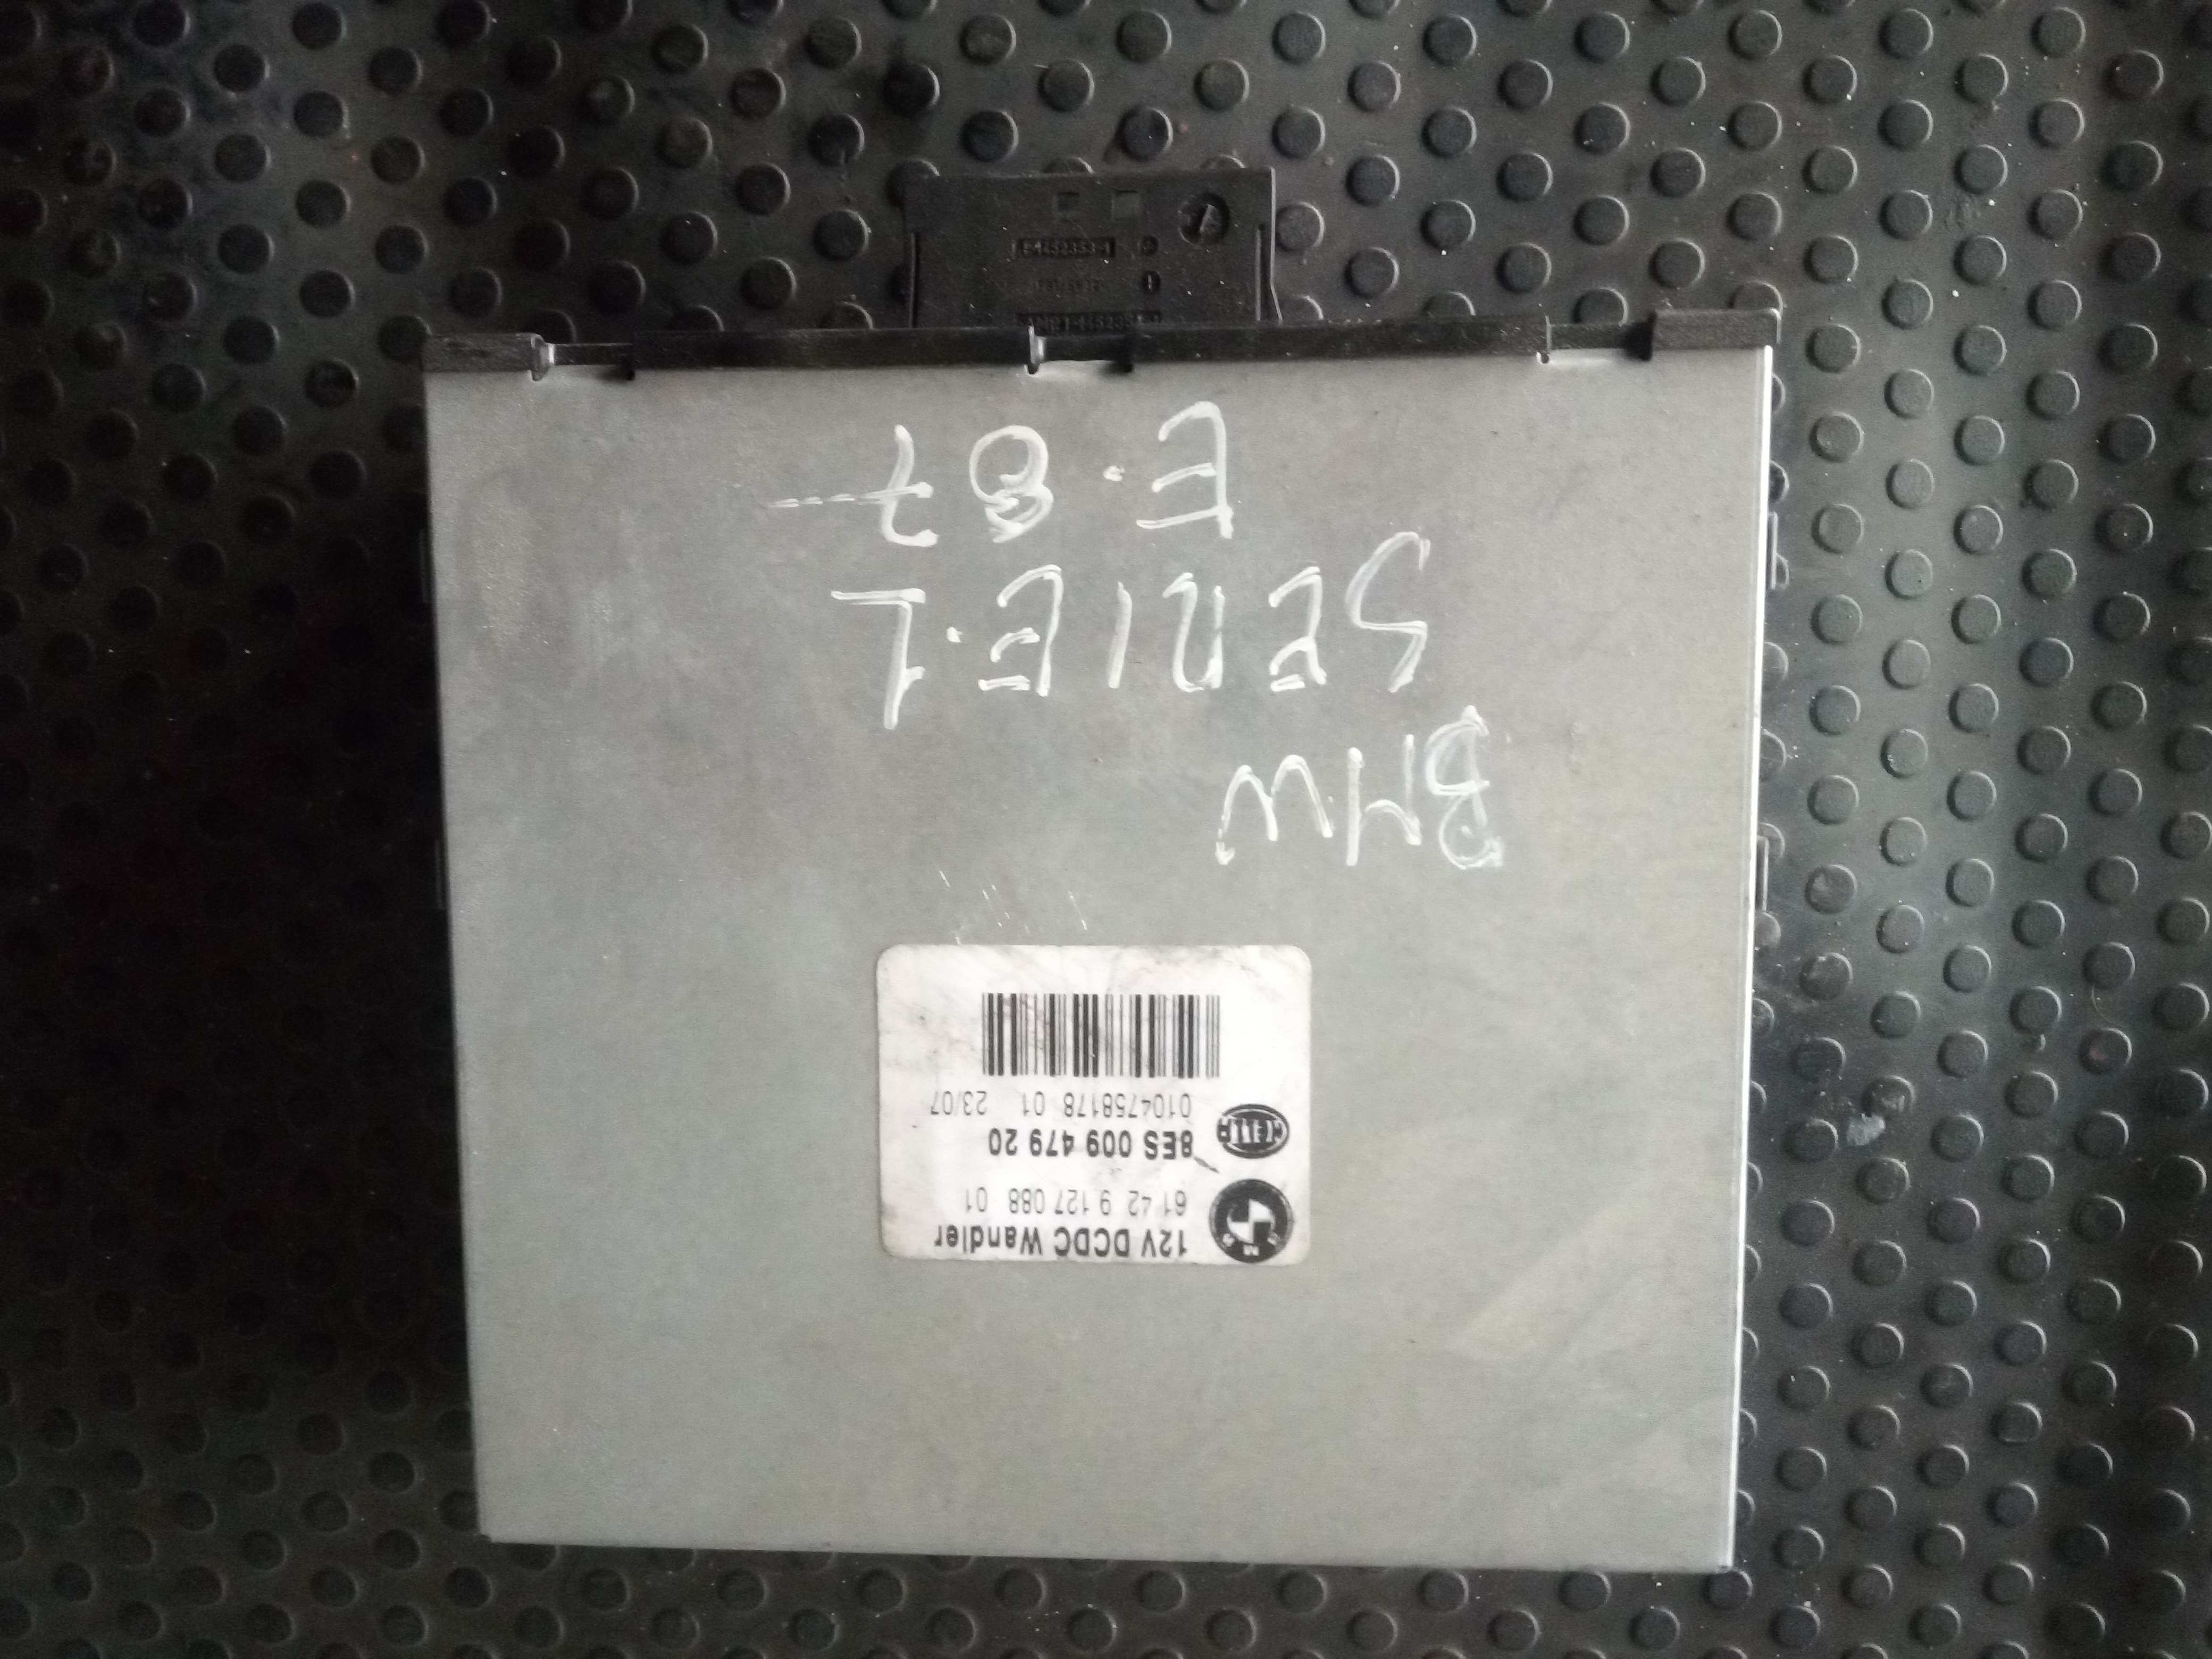 BMW
SERIE.1
E.87
12V DCDC Wandler
61 42 9 127 088 01
8ES 009 479 20
HELLA
0104758178 01 23/07